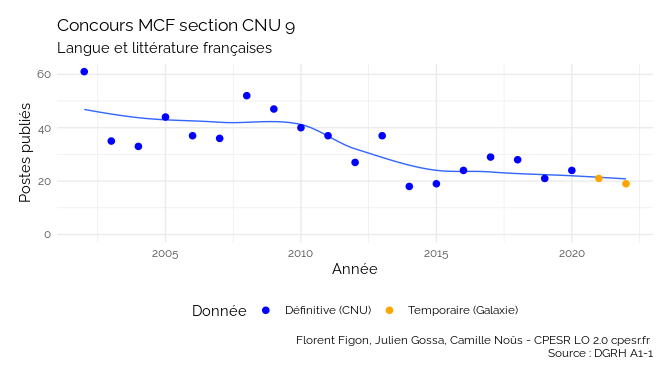 Concours MCF section CNU 9
Langue et littérature françaises
Postes publiés
60
40
20
0
2005 2010 2015 2020
Année
Donnée Définitive (CNU) Temporaire (Galaxie)
Florent Figon, Julien Gossa, Camille Noûs - CPESR LO 2.0 cpesr.fr
Source : DGRH A1-1